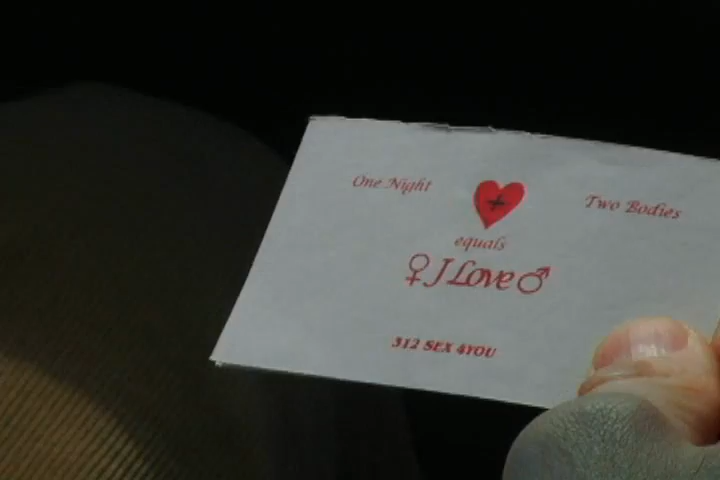 One Night + Two Bodies
equals
♀J Love♂
312 SEX 4YOU